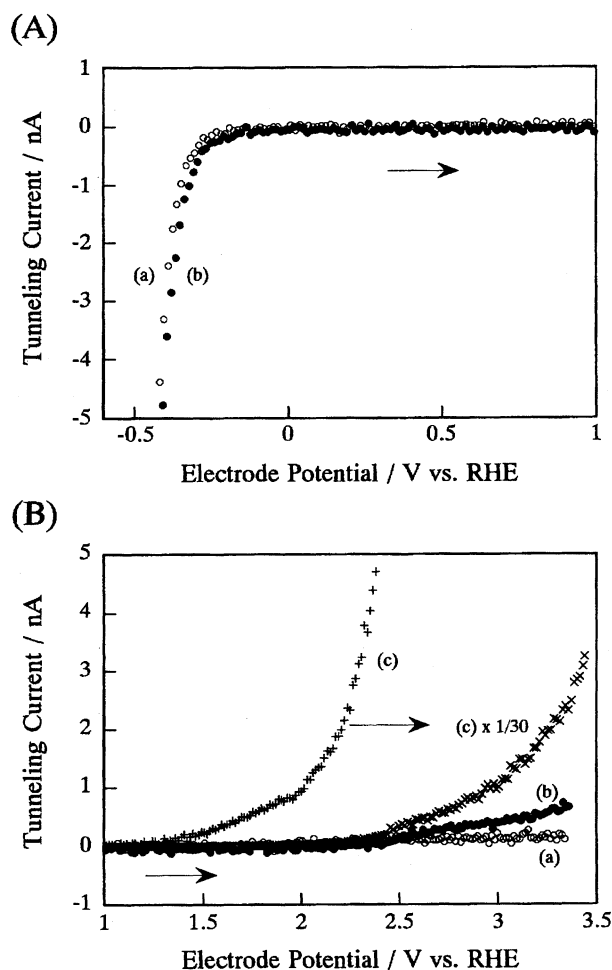 (A)
1
0
-1
-2
-3
-4
-5
Tunneling Current / nA
(a)
(b)
-0.5
0
0.5
1
Electrode Potential / V vs. RHE
(B)
5
4
3
2
1
0
-1
Tunneling Current / nA
(c)
(c) x 1/30
(b)
(a)
1
1.5
2
2.5
3
3.5
Electrode Potential / V vs. RHE